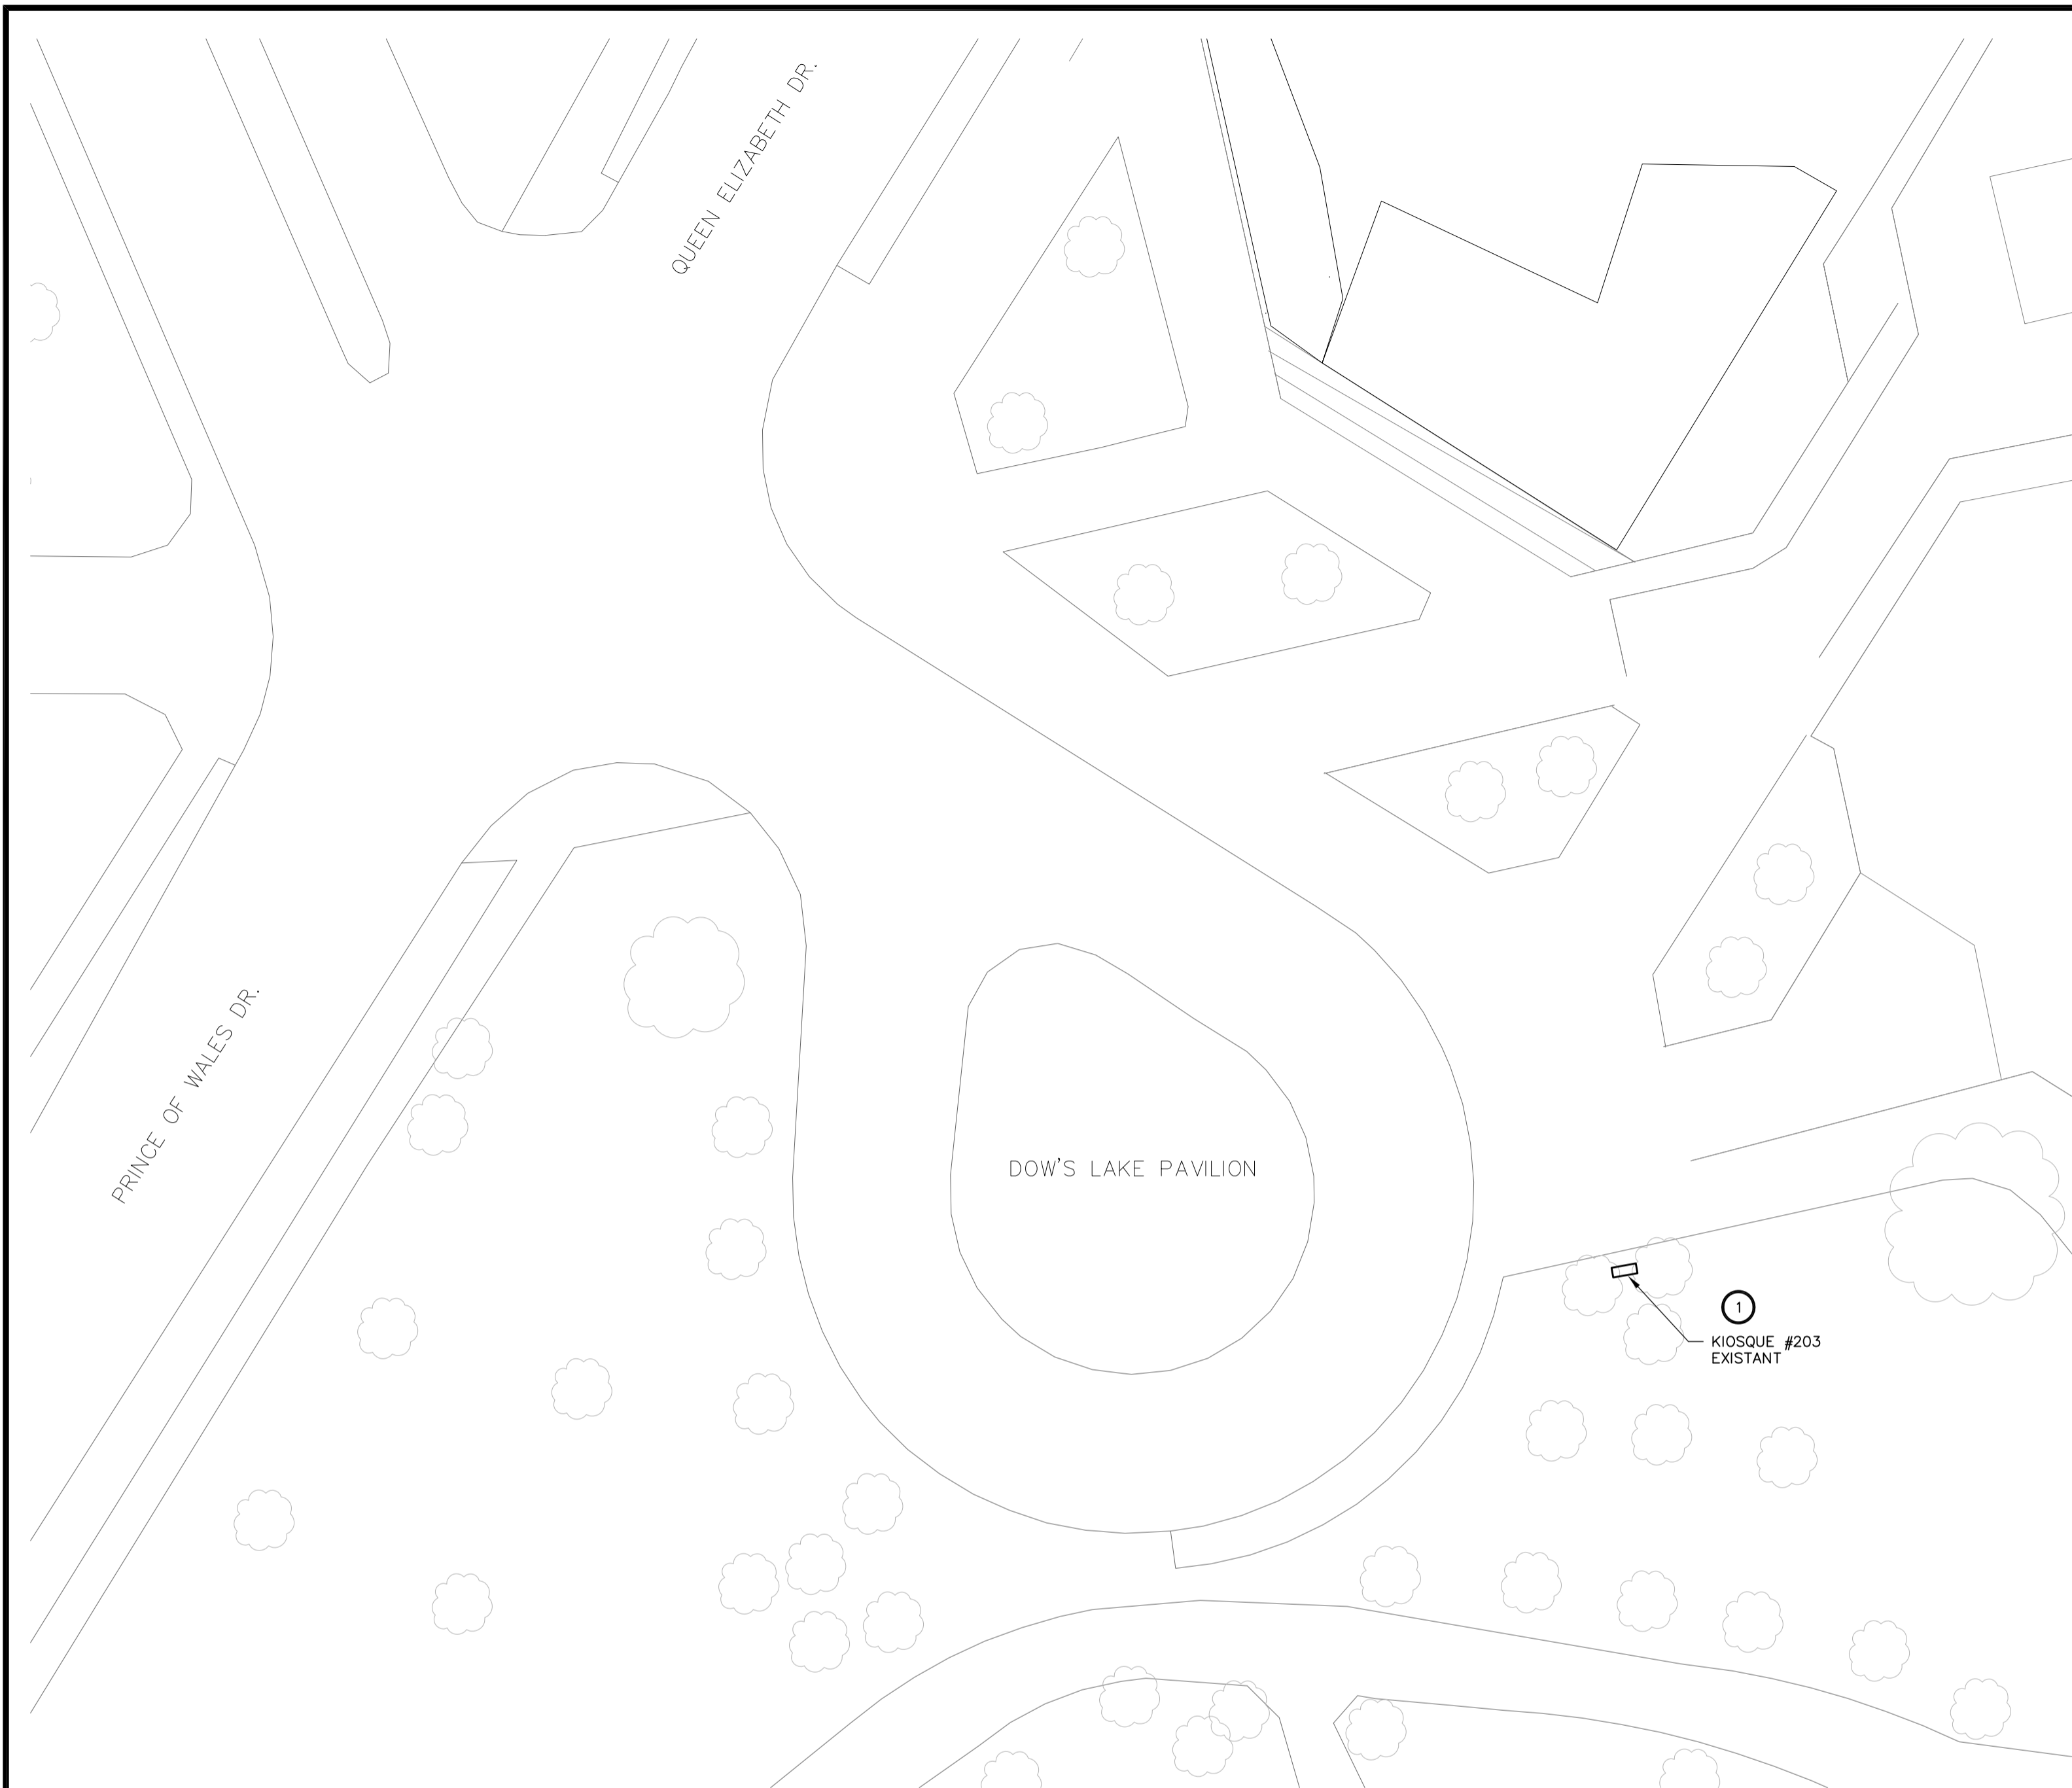 QUEEN ELIZABETH DR.
PRINCE OF WALES DR.
DOW'S LAKE PAVILION
1
KIOSQUE #203
EXISTANT